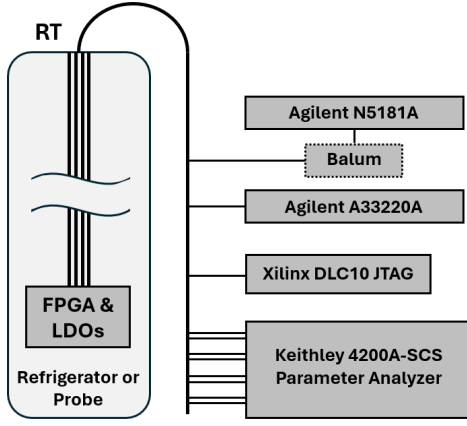 RT
Agilent N5181A
Balum
Agilent A33220A
Xilinx DLC10 JTAG
FPGA &
LDOs
Keithley 4200A-SCS
Parameter Analyzer
Refrigerator or
Probe